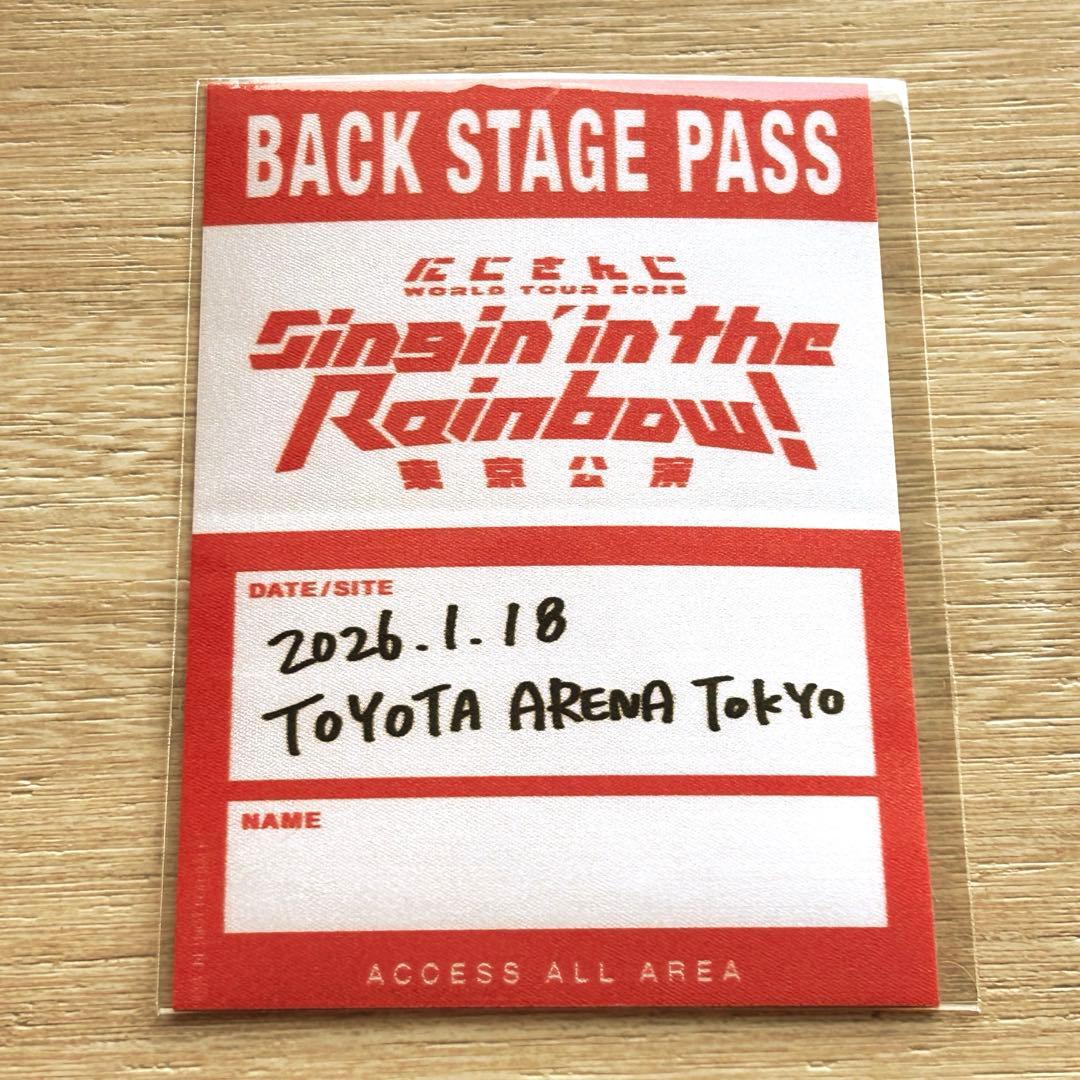 BACK STAGE PASS
にじさんじ
WORLD TOUR 2025
Singin' in the
Rainbow!
東京公演
DATE/SITE
2026.1.18
TOYOTA ARENA TOKYO
NAME
ACCESS ALL AREA